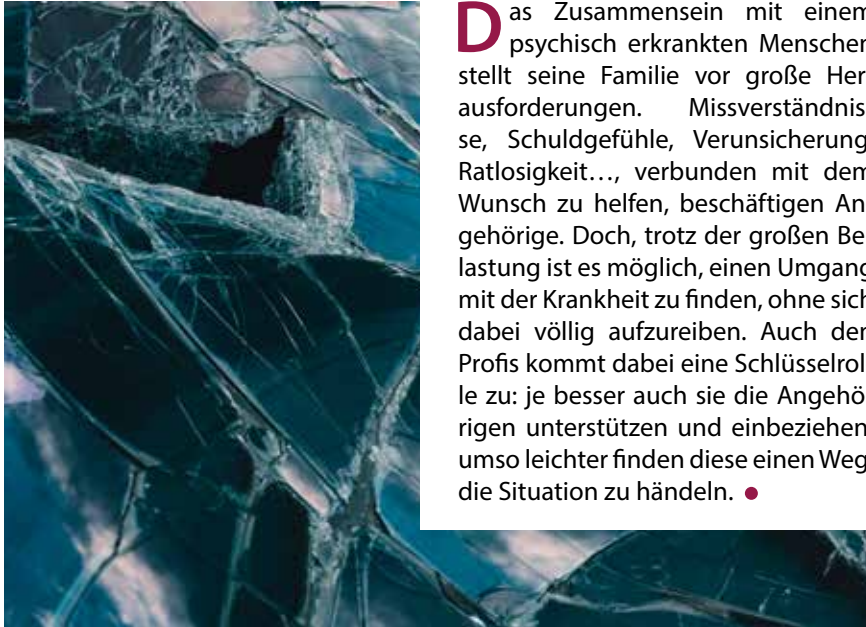 Das Zusammensein mit einem
psychisch erkrankten Menschen
stellt seine Familie vor große Her
ausforderungen. Missverständnis
se, Schuldgefühle, Verunsicherung
Ratlosigkeit…, verbunden mit dem
Wunsch zu helfen, beschäftigen An
gehörige. Doch, trotz der großen Be
lastung ist es möglich, einen Umgang
mit der Krankheit zu finden, ohne sich
dabei völlig aufzureiben. Auch den
Profis kommt dabei eine Schlüsselrol
le zu: je besser auch sie die Angehö
rigen unterstützen und einbeziehen
umso leichter finden diese einen Weg
die Situation zu händeln. •